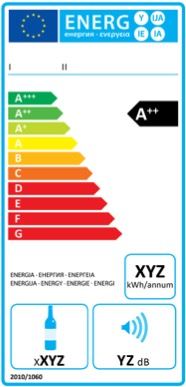 ENERG Y UA
енергия · ενεργεια IE IA
I II
A+++
A++ A++
A+
A
B
C
D
E
F
G
XYZ
kWh/annum
ENERGIA · ЕНЕРГИЯ · ΕΝΕΡΓΕΙΑ
ENERGIJA · ENERGY · ENERGIE · ENERGI
xXYZ YZ dB
2010/1060